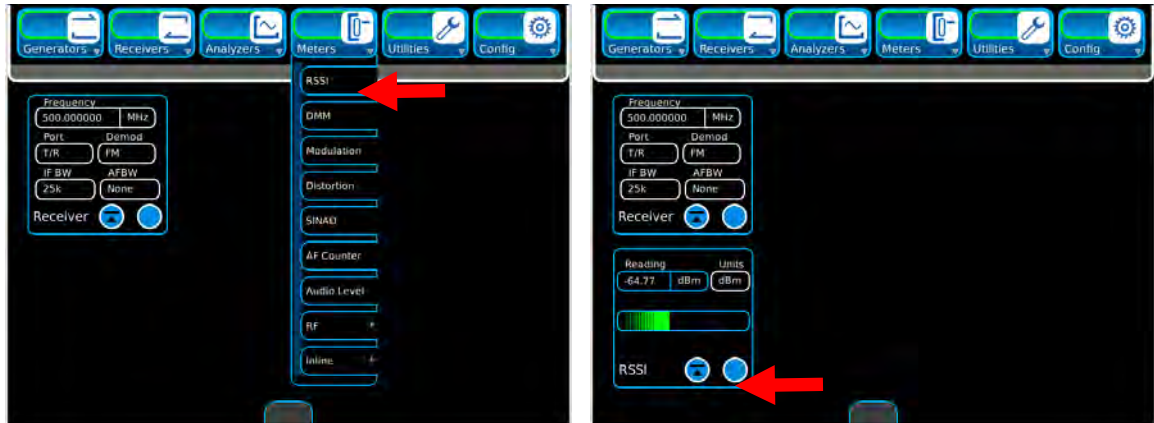 Generators Receivers Analyzers Meters Utilities Config
RSSI
DMM
Modulation
Distortion
SINAD
AF Counter
Audio Level
RF
Inline
Frequency
500.000000 MHz
Port Demod
T/R FM
IF BW AFBW
25k None
Receiver
Generators Receivers Analyzers Meters Utilities Config
Frequency
500.000000 MHz
Port Demod
T/R FM
IF BW AFBW
25k None
Receiver
Reading Units
-64.77 dBm dBm
RSSI